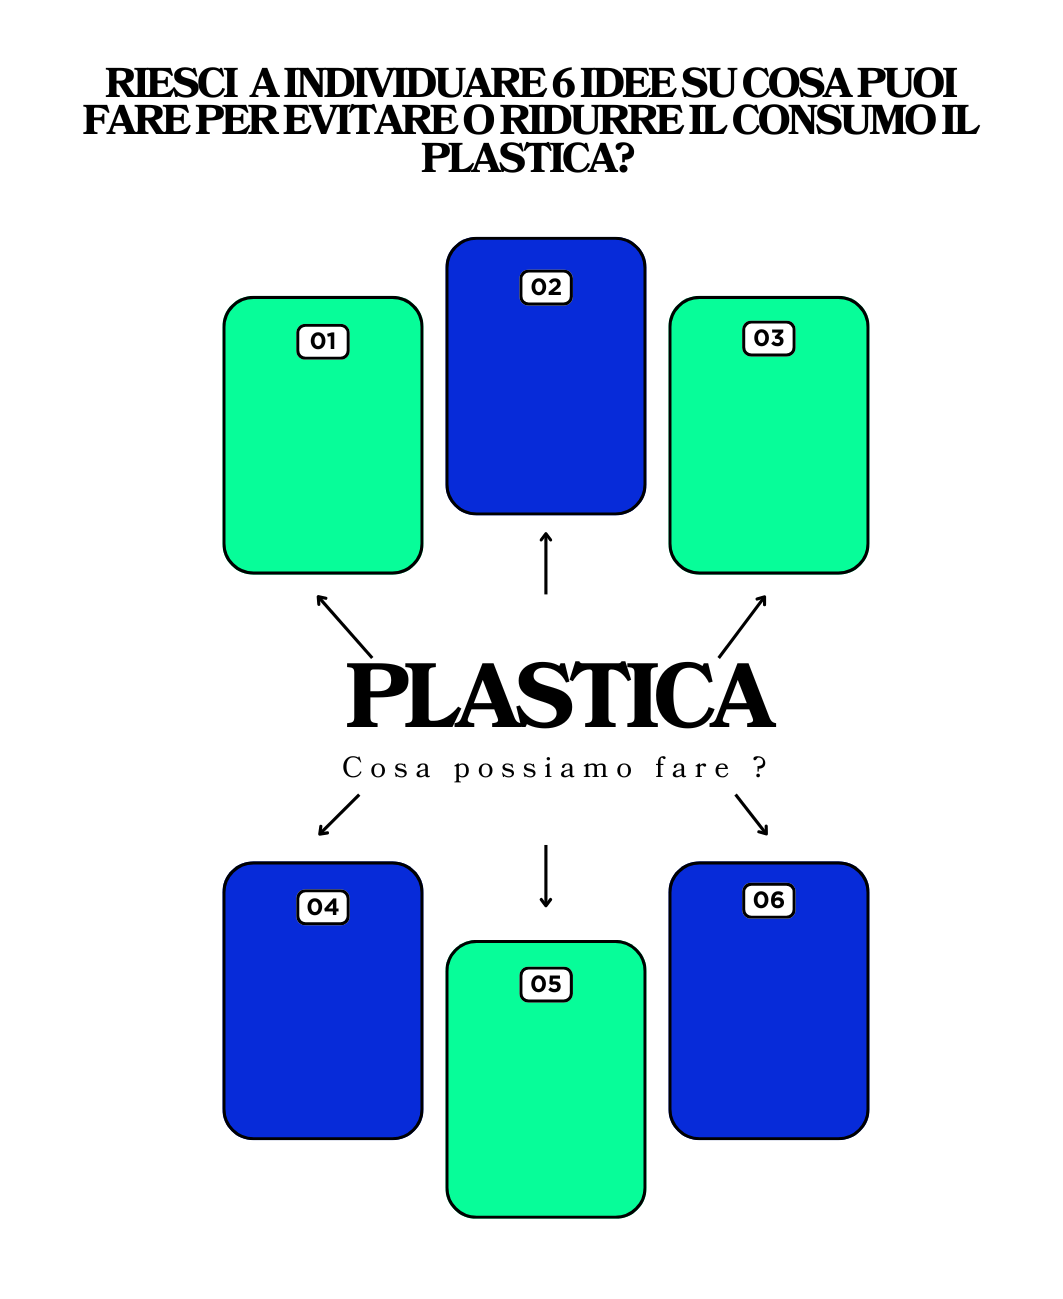 RIESCI A INDIVIDUARE 6 IDEE SU COSA PUOI
FARE PER EVITARE O RIDURRE IL CONSUMO IL
PLASTICA?
02
01
03
PLASTICA
Cosa possiamo fare ?
04
06
05